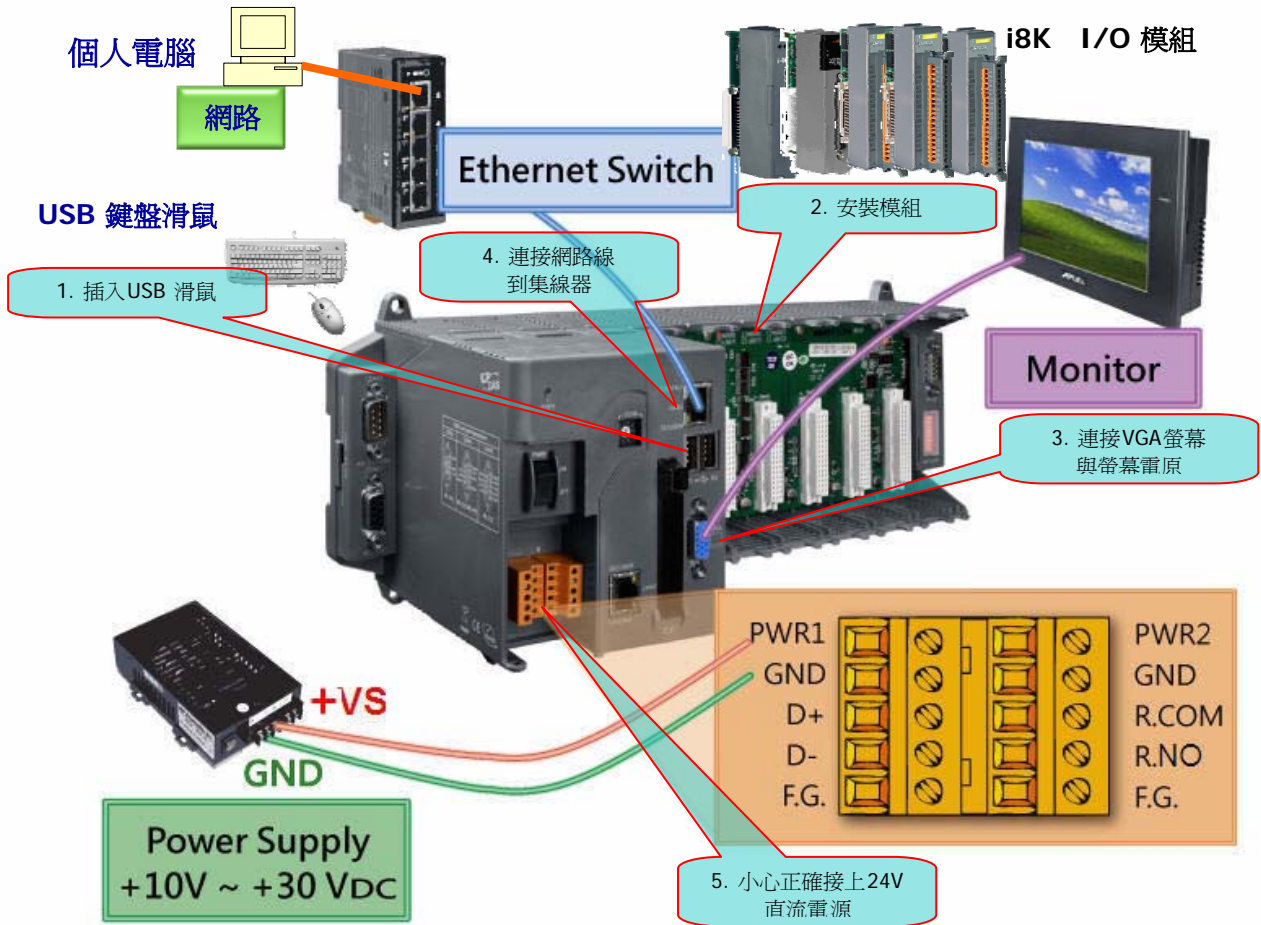 個人電腦
網路
i8K I/O 模組
Ethernet Switch
2. 安裝模組
USB 鍵盤滑鼠
4. 連接網路線
到集線器
1. 插入USB 滑鼠
Monitor
3. 連接VGA螢幕
與螢幕電原
PWR1
GND
D+
D-
F.G.
PWR2
GND
R.COM
R.NO
F.G.
+VS
GND
Power Supply
+10V ~ +30 VDC
5. 小心正確接上24V
直流電源